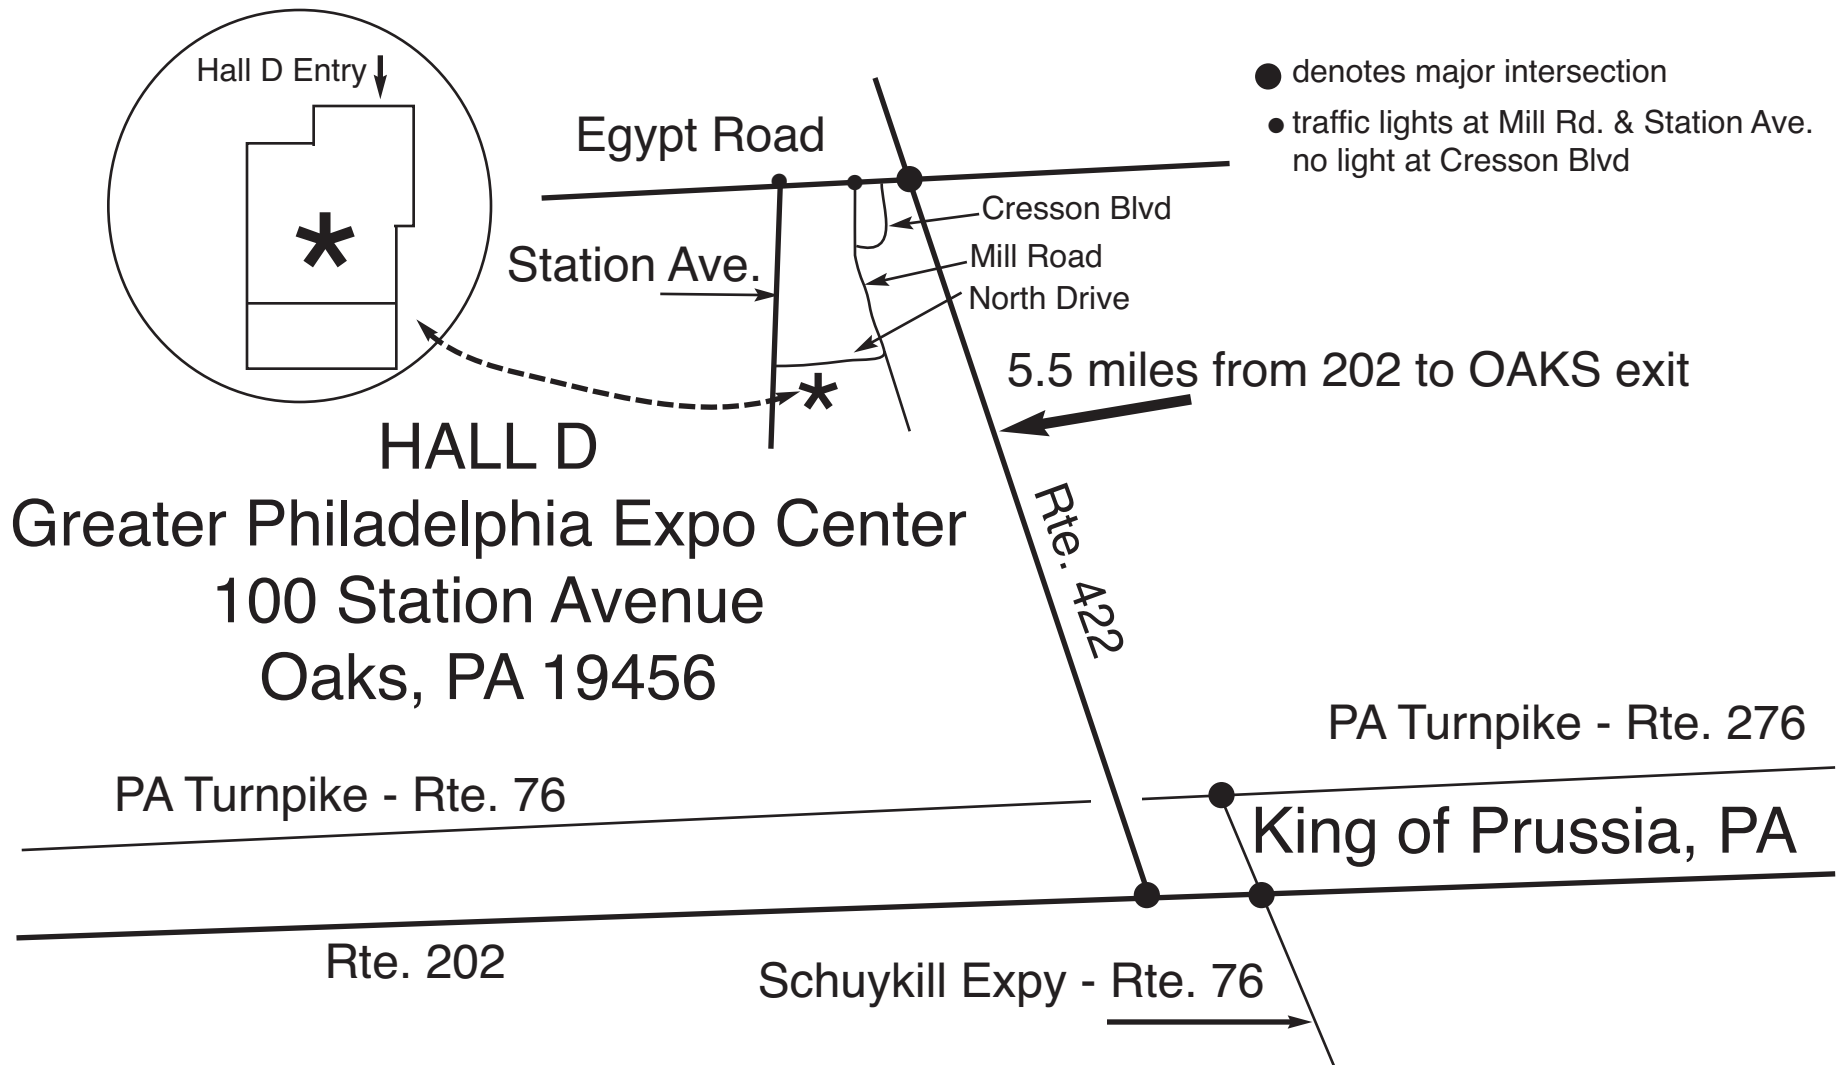 Hall D Entry
denotes major intersection
traffic lights at Mill Rd. & Station Ave.
no light at Cresson Blvd
Egypt Road
Cresson Blvd
Station Ave.
Mill Road
North Drive
5.5 miles from 202 to OAKS exit
HALL D
Greater Philadelphia Expo Center
100 Station Avenue
Oaks, PA 19456
Rte. 422
PA Turnpike - Rte. 276
PA Turnpike - Rte. 76
King of Prussia, PA
Rte. 202
Schuykill Expy - Rte. 76